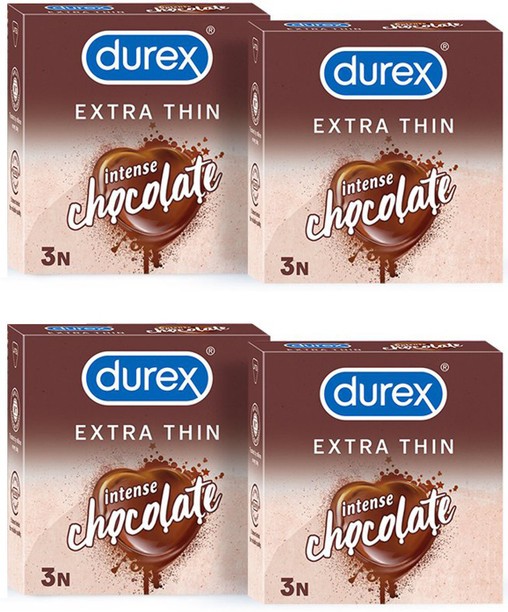 durex®
EXTRA THIN
intense
chocolate
3N
durex®
EXTRA THIN
intense
chocolate
3N
durex®
EXTRA THIN
intense
chocolate
3N
durex®
EXTRA THIN
intense
chocolate
3N